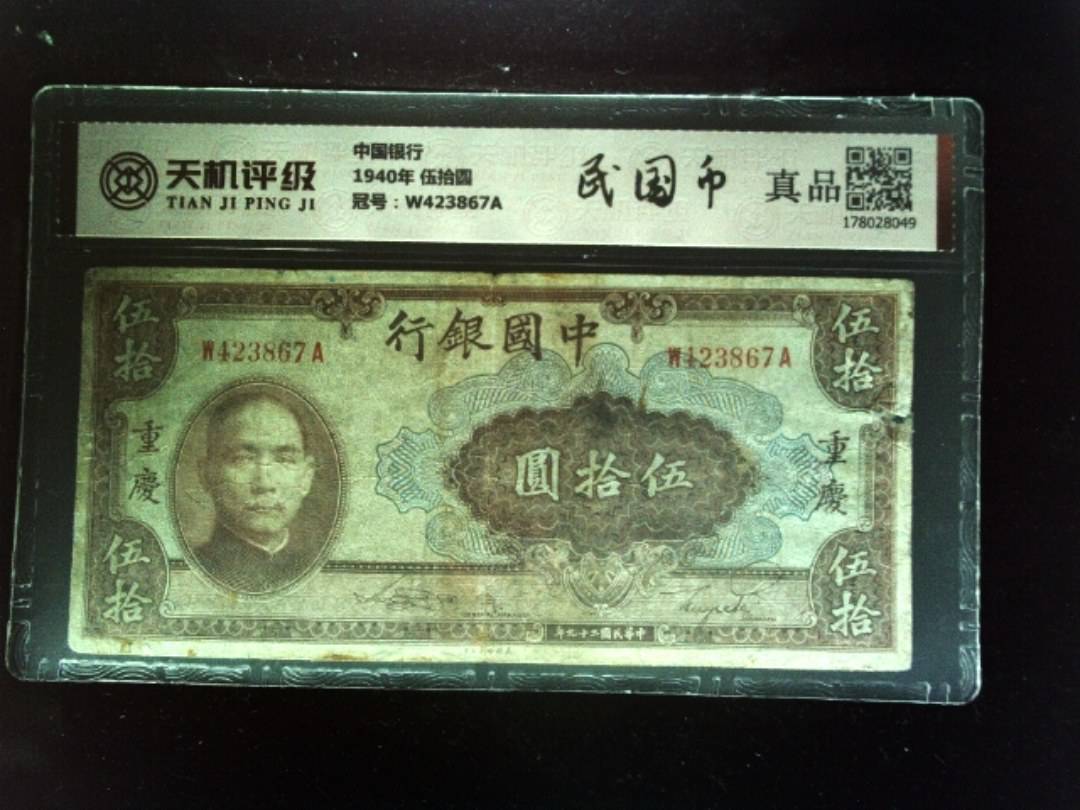 天机评级
TIAN JI PING JI
中国银行
1940年 伍拾圆
冠号：W423867A
民国币
真品
178028049
伍拾
伍拾
行銀國中
W423867A
W423867A
重慶
重慶
圓拾伍
伍拾
伍拾
年九十二國民華中